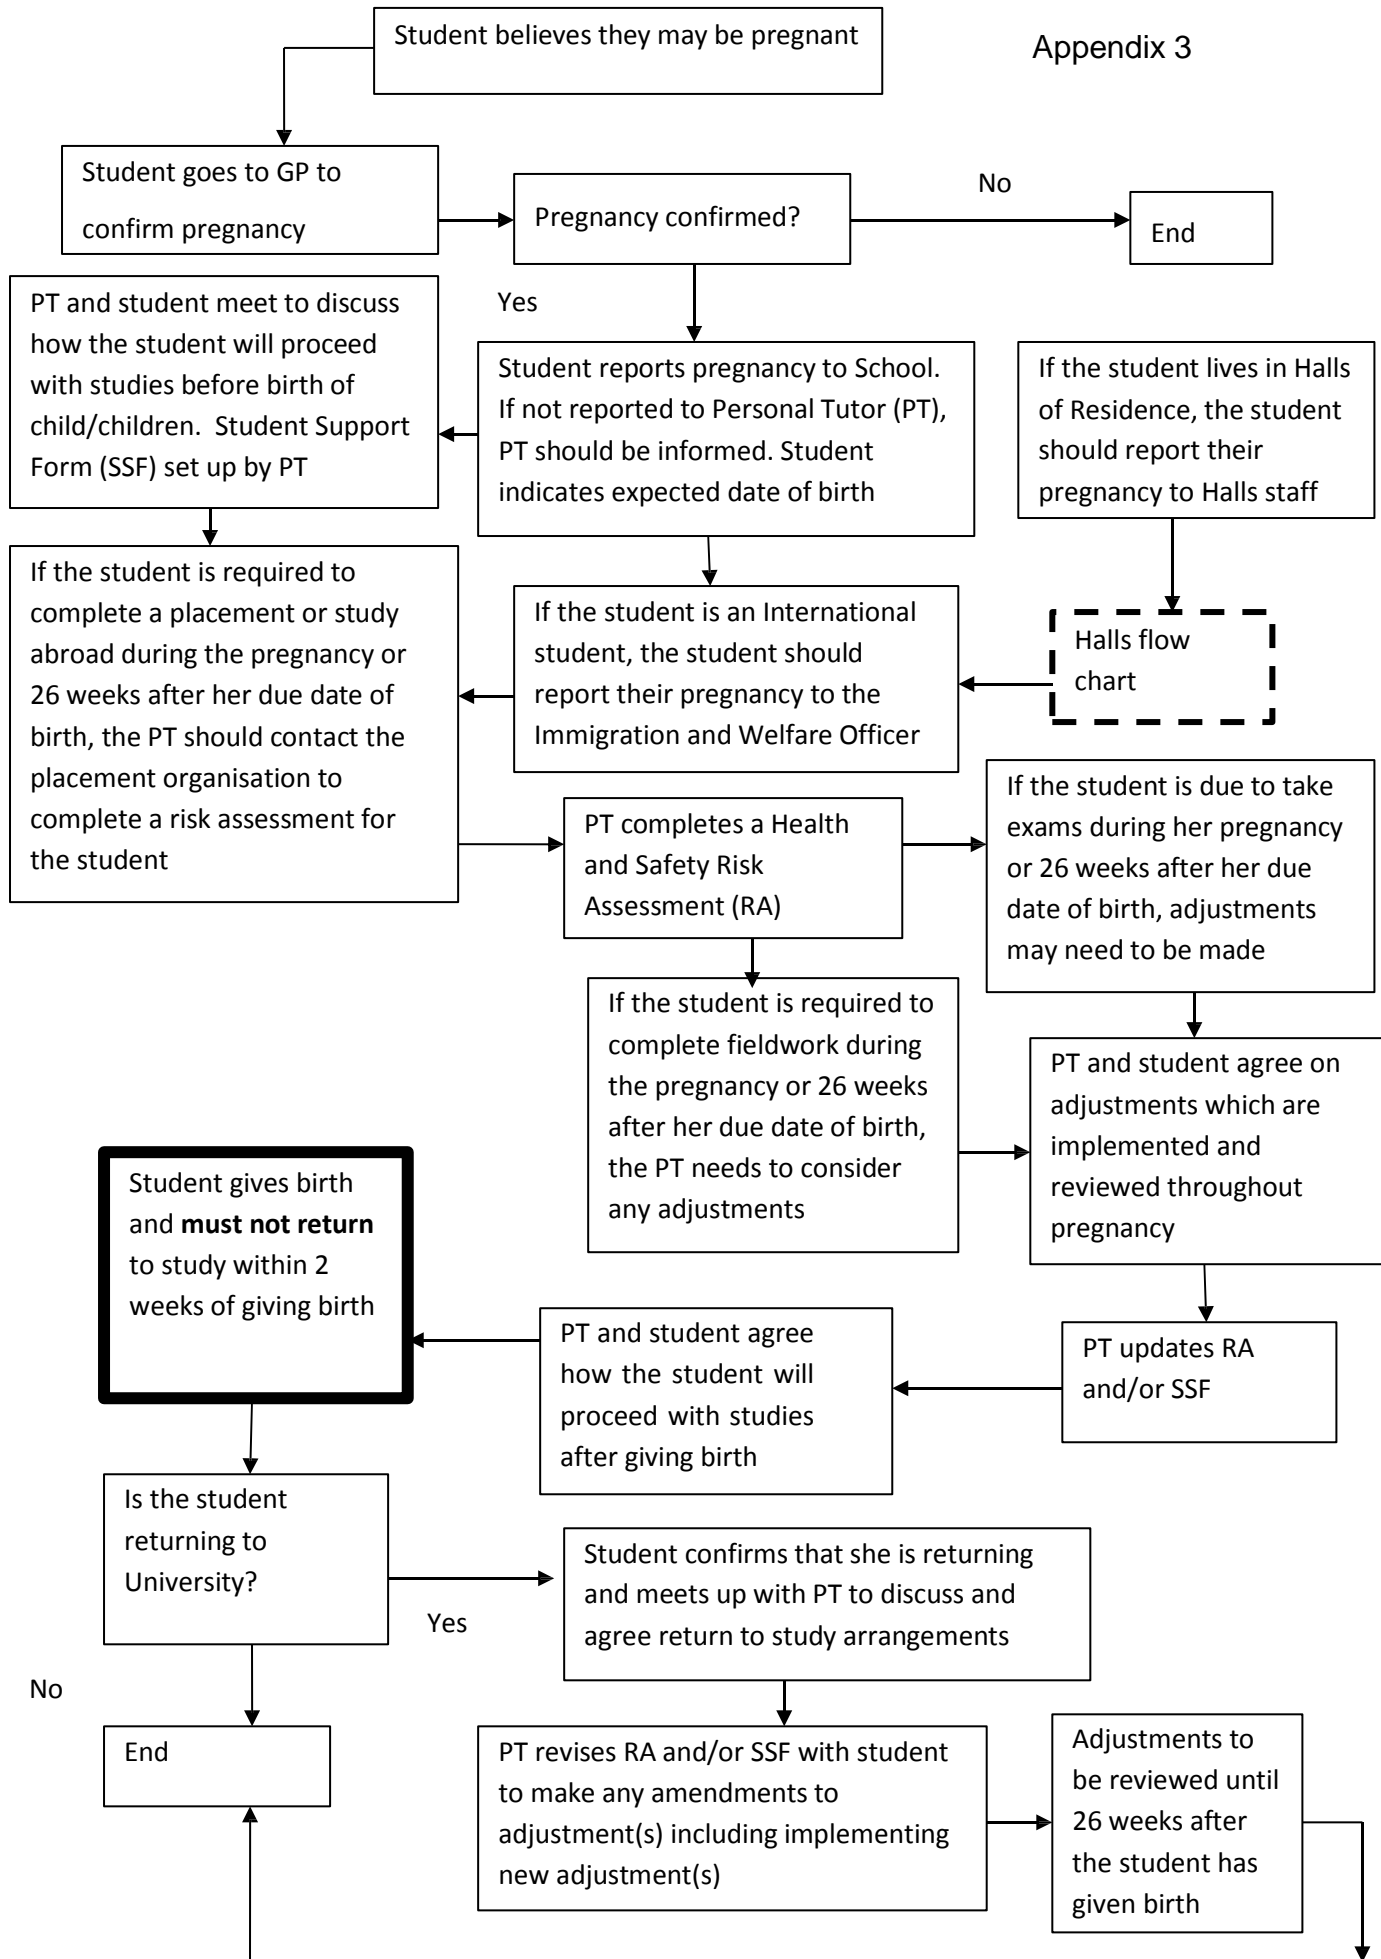 Student believes they may be pregnant
Appendix 3
Student goes to GP to
confirm pregnancy
Pregnancy confirmed?
No
End
Yes
PT and student meet to discuss
how the student will proceed
with studies before birth of
child/children. Student Support
Form (SSF) set up by PT
Student reports pregnancy to School.
If not reported to Personal Tutor (PT),
PT should be informed. Student
indicates expected date of birth
If the student lives in Halls
of Residence, the student
should report their
pregnancy to Halls staff
If the student is required to
complete a placement or study
abroad during the pregnancy or
26 weeks after her due date of
birth, the PT should contact the
placement organisation to
complete a risk assessment for
the student
If the student is an International
student, the student should
report their pregnancy to the
Immigration and Welfare Officer
Halls flow
chart
PT completes a Health
and Safety Risk
Assessment (RA)
If the student is due to take
exams during her pregnancy
or 26 weeks after her due
date of birth, adjustments
may need to be made
If the student is required to
complete fieldwork during
the pregnancy or 26 weeks
after her due date of birth,
the PT needs to consider
any adjustments
PT and student agree on
adjustments which are
implemented and
reviewed throughout
pregnancy
Student gives birth
and must not return
to study within 2
weeks of giving birth
PT and student agree
how the student will
proceed with studies
after giving birth
PT updates RA
and/or SSF
Is the student
returning to
University?
Yes
Student confirms that she is returning
and meets up with PT to discuss and
agree return to study arrangements
No
End
PT revises RA and/or SSF with student
to make any amendments to
adjustment(s) including implementing
new adjustment(s)
Adjustments to
be reviewed until
26 weeks after
the student has
given birth